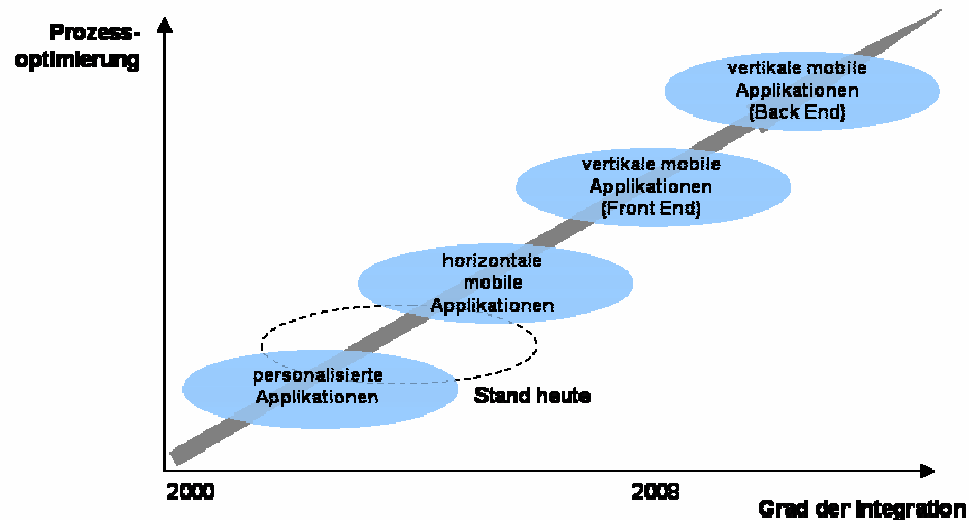 Prozess-
optimierung
vertikale mobile
Applikationen
(Back End)
vertikale mobile
Applikationen
(Front End)
horizontale
mobile
Applikationen
personalisierte
Applikationen
Stand heute
2000
2008
Grad der Integration